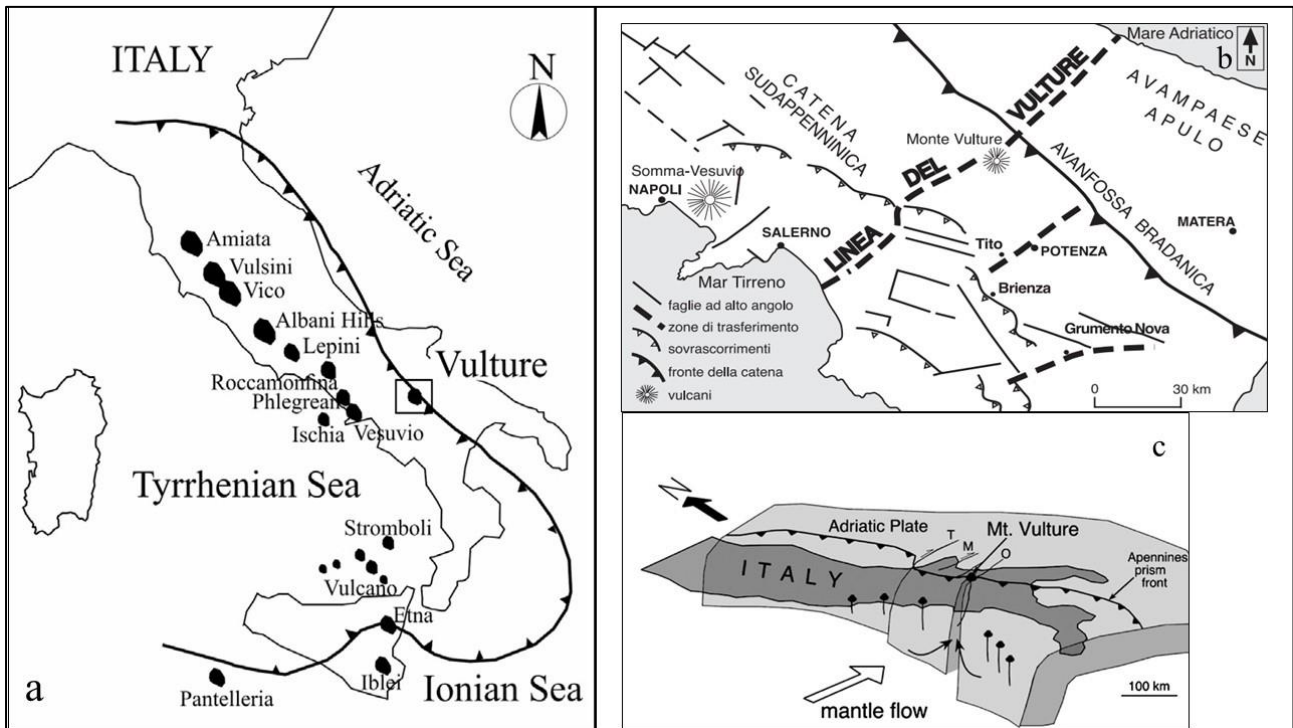 ITALY
N
Adriatic Sea
Amiata
Vulsini
Vico
Albani Hills
Lepini
Roccamonfina
Phlegrean
Vulture
Ischia
Vesuvio
Tyrrhenian Sea
Stromboli
Vulcano
Etna
Iblei
Ionian Sea
Pantelleria
a
Mare Adriatico
b
N
CATENA
SUDAPPENNINICA
AVAMPAESE
APULO
LINEA DEL VULTURE
Monte Vulture
Somma-Vesuvio
NAPOLI
AVANFOSSA BRADANICA
MATERA
SALERNO
Tito
POTENZA
Mar Tirreno
Brienza
faglie ad alto angolo
zone di trasferimento
sovrascorrimenti
fronte della catena
vulcani
Grumento Nova
0 30 km
c
N
Adriatic Plate
T
M
O
Mt. Vulture
ITALY
Apennines
prism
front
mantle flow
100 km